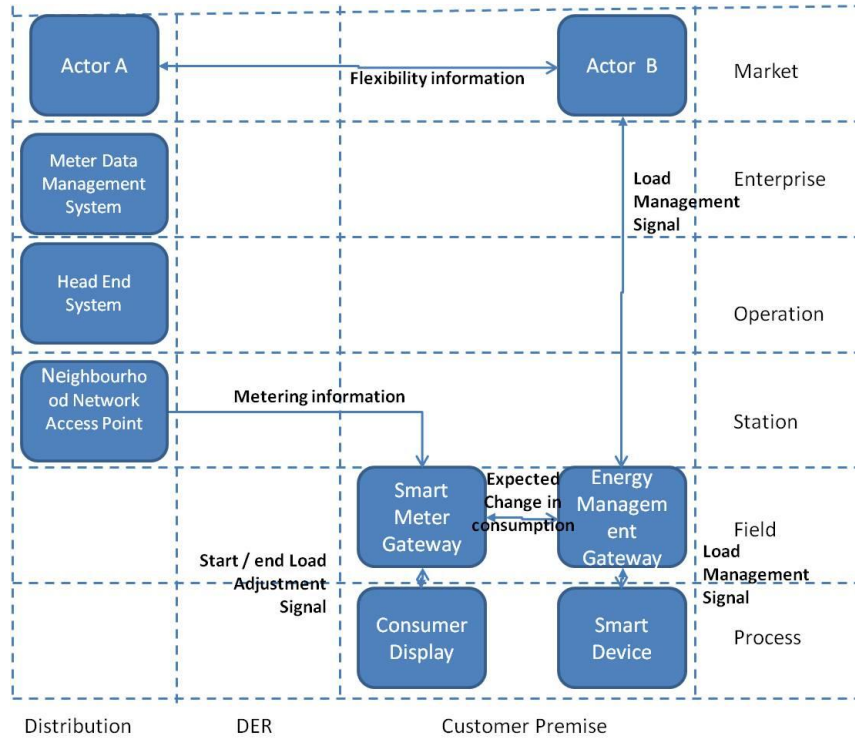 Actor A
Flexibility information
Actor B
Market
Meter Data
Management
System
Load
Management
Signal
Enterprise
Head End
System
Operation
Neighbourho
od Network
Access Point
Metering information
Station
Smart
Meter
Gateway
Expected
Change in
consumption
Energy
Managem
ent
Gateway
Field
Start / end Load
Adjustment
Signal
Load
Management
Signal
Consumer
Display
Smart
Device
Process
Distribution
DER
Customer Premise